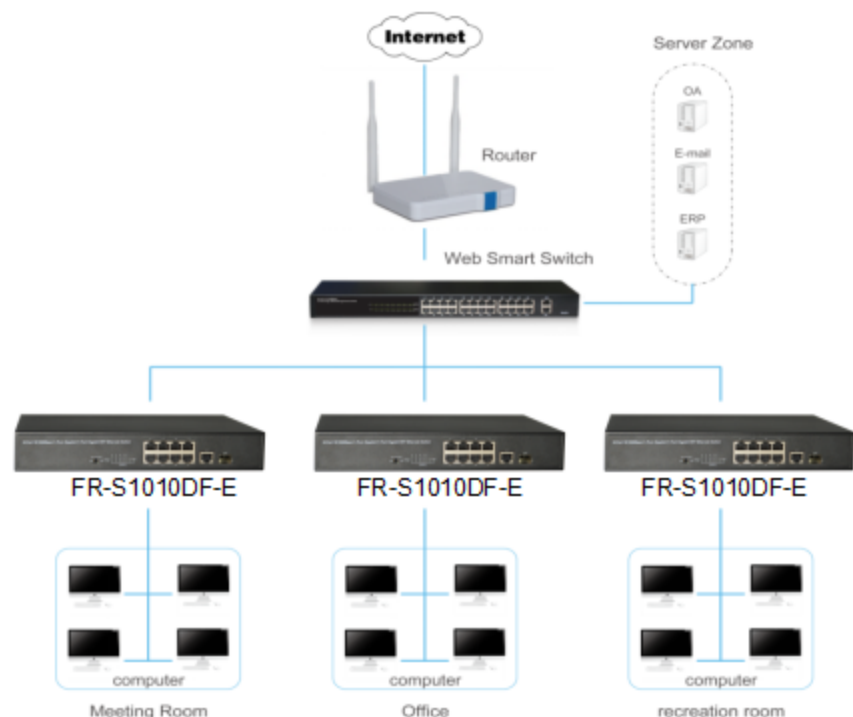 Internet
Server Zone
OA
Router
E-mail
ERP
Web Smart Switch
FR-S1010DF-E
FR-S1010DF-E
FR-S1010DF-E
computer
computer
computer
Meeting Room
Office
recreation room